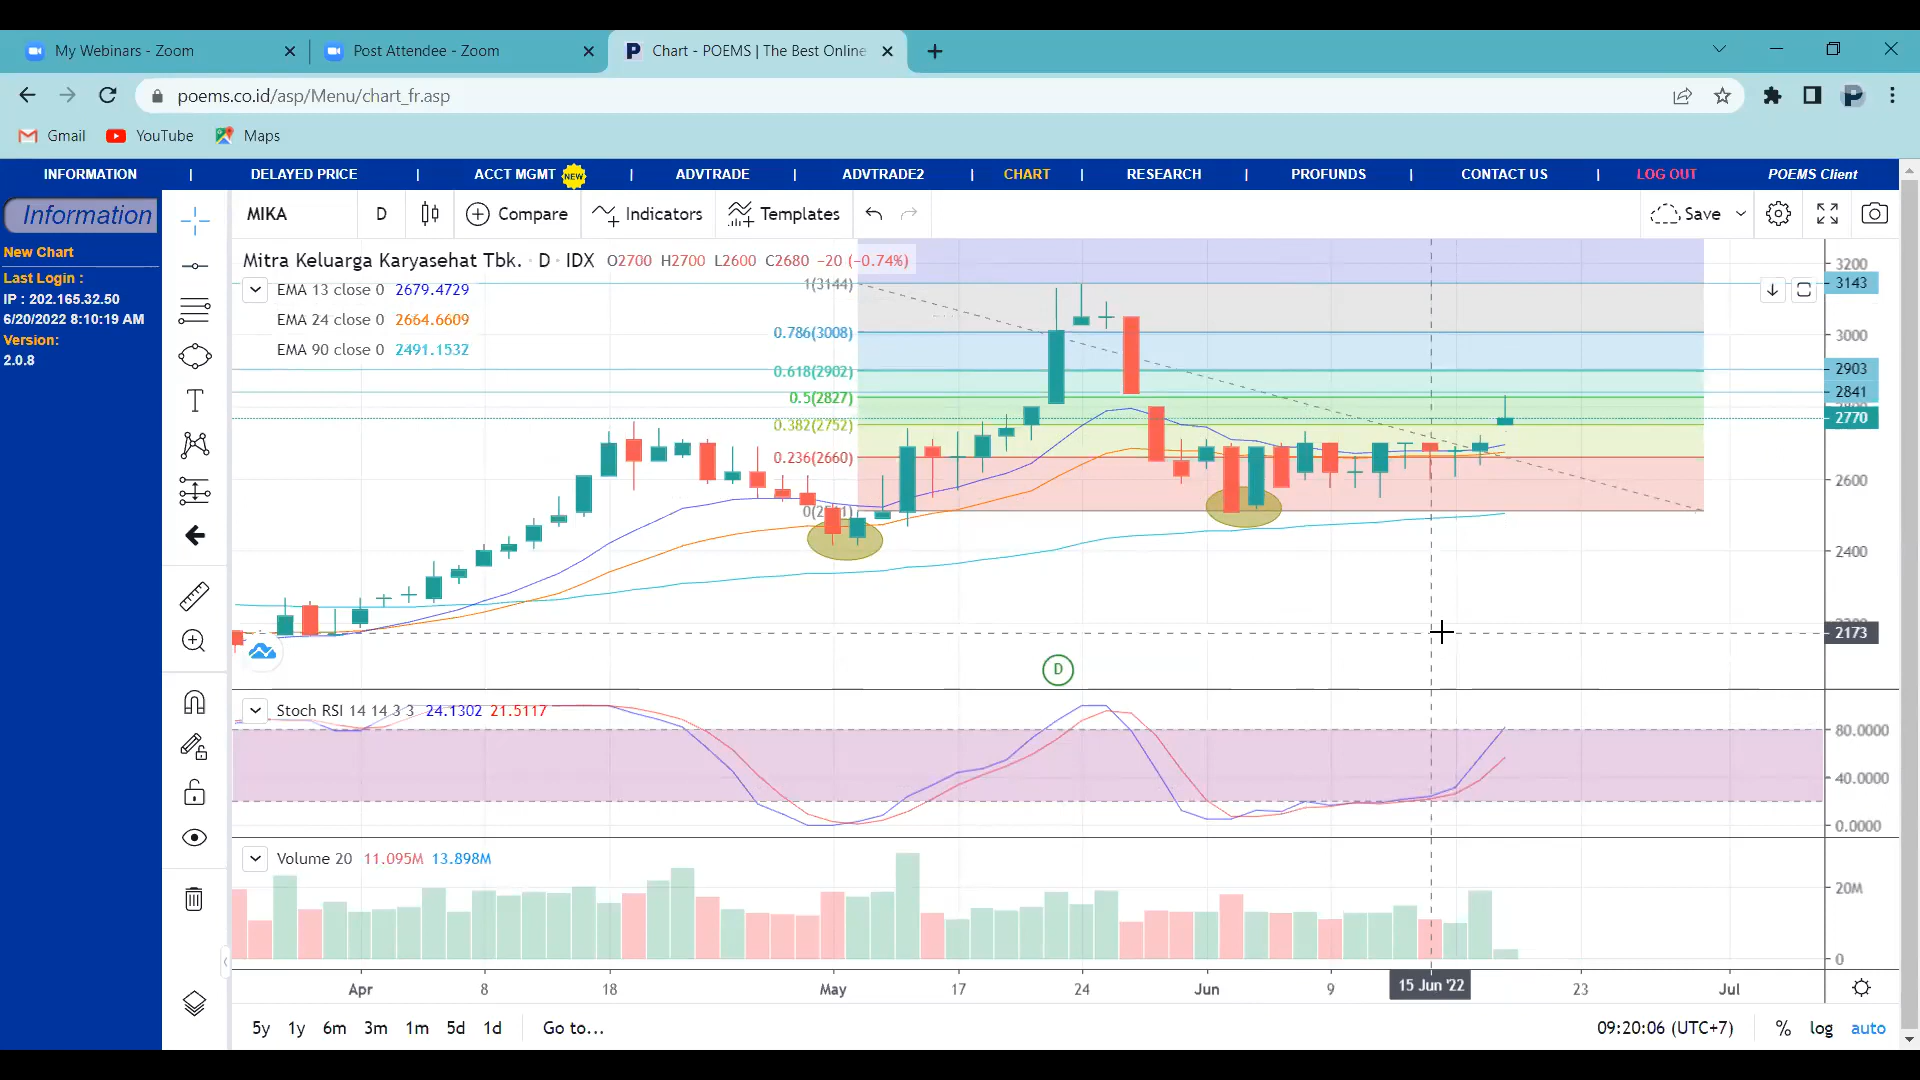 My Webinars - Zoom
Post Attendee - Zoom
P Chart - POEMS | The Best Online
poems.co.id/asp/Menu/chart_fr.asp
Gmail YouTube Maps
INFORMATION | DELAYED PRICE | ACCT MGMT NEW | ADVTRADE | ADVTRADE2 | CHART | RESEARCH | PROFUNDS | CONTACT US | LOG OUT POEMS Client
Information
New Chart
Last Login :
IP : 202.165.32.50
6/20/2022 8:10:19 AM
Version:
2.0.8
MIKA D Compare Indicators Templates Save
Mitra Keluarga Karyasehat Tbk. · D · IDX O2700 H2700 L2600 C2680 −20 (−0.74%)
EMA 13 close 0 2679.4729
EMA 24 close 0 2664.6609
EMA 90 close 0 2491.1532
1(3144)
0.786(3008)
0.618(2902)
0.5(2827)
0.382(2752)
0.236(2660)
3200
3143
3000
2903
2841
2770
2600
2400
2173
D
Stoch RSI 14 14 3 3 24.1302 21.5117
80.0000
40.0000
0.0000
Volume 20 11.095M 13.898M
20M
0
Apr 8 18 May 17 24 Jun 9 15 Jun '22 23 Jul
5y 1y 6m 3m 1m 5d 1d Go to... 09:20:06 (UTC+7) % log auto